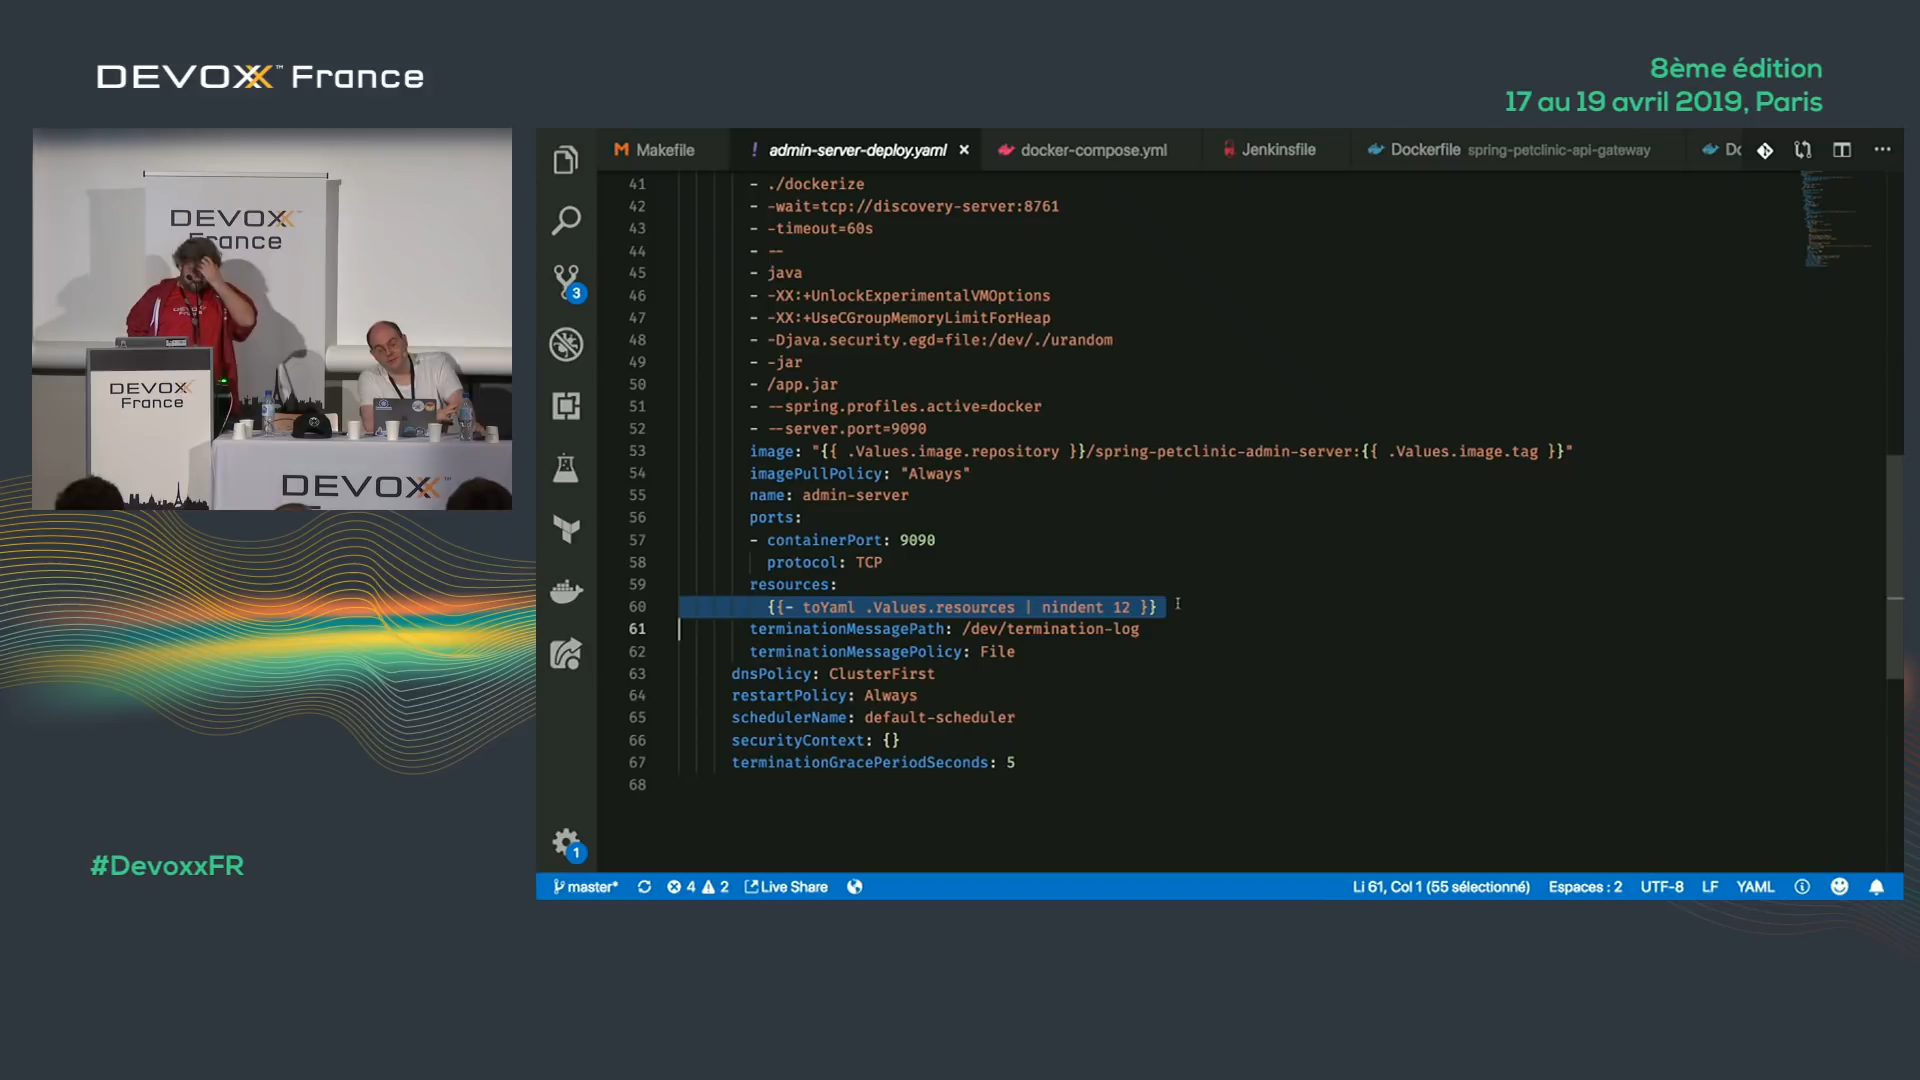 DEVOXX™ France
8ème édition
17 au 19 avril 2019, Paris
DEVOXX
France
DEVOXX
France
DEVOXX
#DevoxxFR
Makefile
! admin-server-deploy.yaml ×
docker-compose.yml
Jenkinsfile
Dockerfile spring-petclinic-api-gateway
Dc
3
1
41 - ./dockerize
42 - -wait=tcp://discovery-server:8761
43 - -timeout=60s
44 - --
45 - java
46 - -XX:+UnlockExperimentalVMOptions
47 - -XX:+UseCGroupMemoryLimitForHeap
48 - -Djava.security.egd=file:/dev/./urandom
49 - -jar
50 - /app.jar
51 - --spring.profiles.active=docker
52 - --server.port=9090
53 image: "{{ .Values.image.repository }}/spring-petclinic-admin-server:{{ .Values.image.tag }}"
54 imagePullPolicy: "Always"
55 name: admin-server
56 ports:
57 - containerPort: 9090
58 protocol: TCP
59 resources:
60 {{- toYaml .Values.resources | nindent 12 }}
61 terminationMessagePath: /dev/termination-log
62 terminationMessagePolicy: File
63 dnsPolicy: ClusterFirst
64 restartPolicy: Always
65 schedulerName: default-scheduler
66 securityContext: {}
67 terminationGracePeriodSeconds: 5
68
master* 4 2 Live Share Li 61, Col 1 (55 sélectionné) Espaces : 2 UTF-8 LF YAML